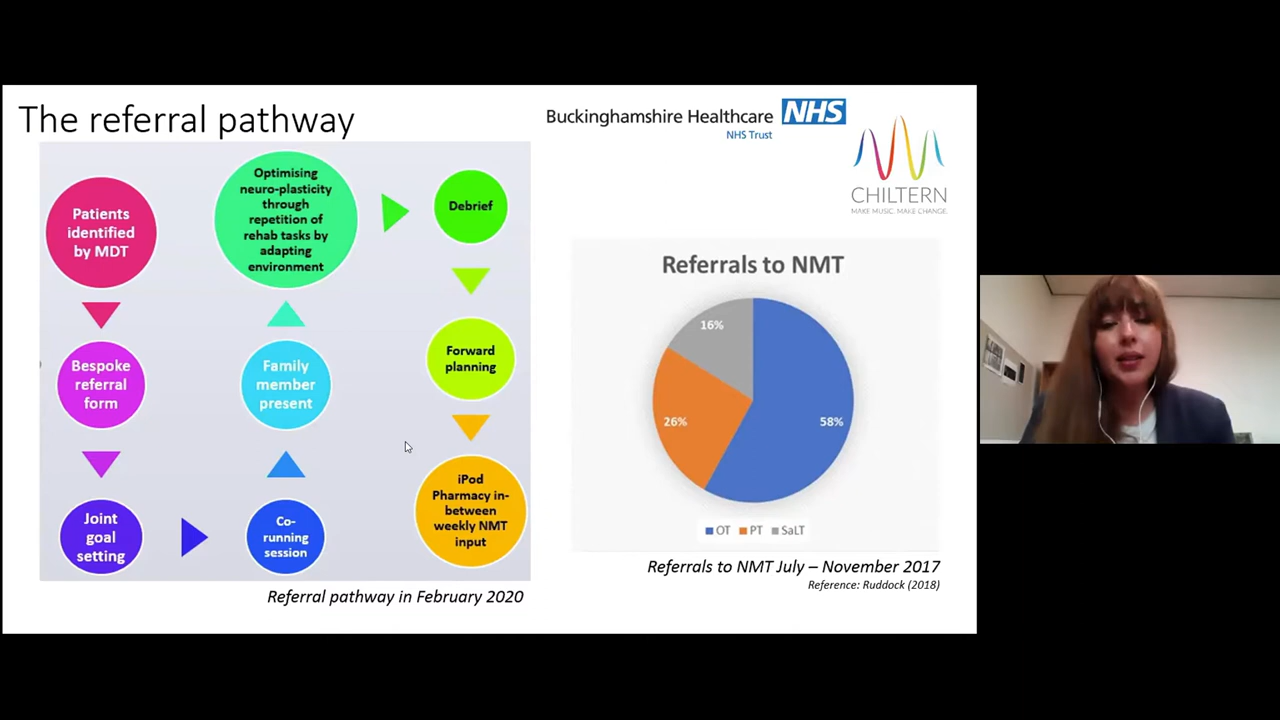 The referral pathway
Buckinghamshire Healthcare NHS
NHS Trust
CHILTERN
MAKE MUSIC. MAKE CHANGE.
Patients
identified
by MDT
Bespoke
referral
form
Joint
goal
setting
Co-
running
session
Family
member
present
Optimising
neuro-plasticity
through
repetition of
rehab tasks by
adapting
environment
Debrief
Forward
planning
iPod
Pharmacy in-
between
weekly NMT
input
Referral pathway in February 2020
Referrals to NMT
16%
26%
58%
OT PT SaLT
Referrals to NMT July – November 2017
Reference: Ruddock (2018)